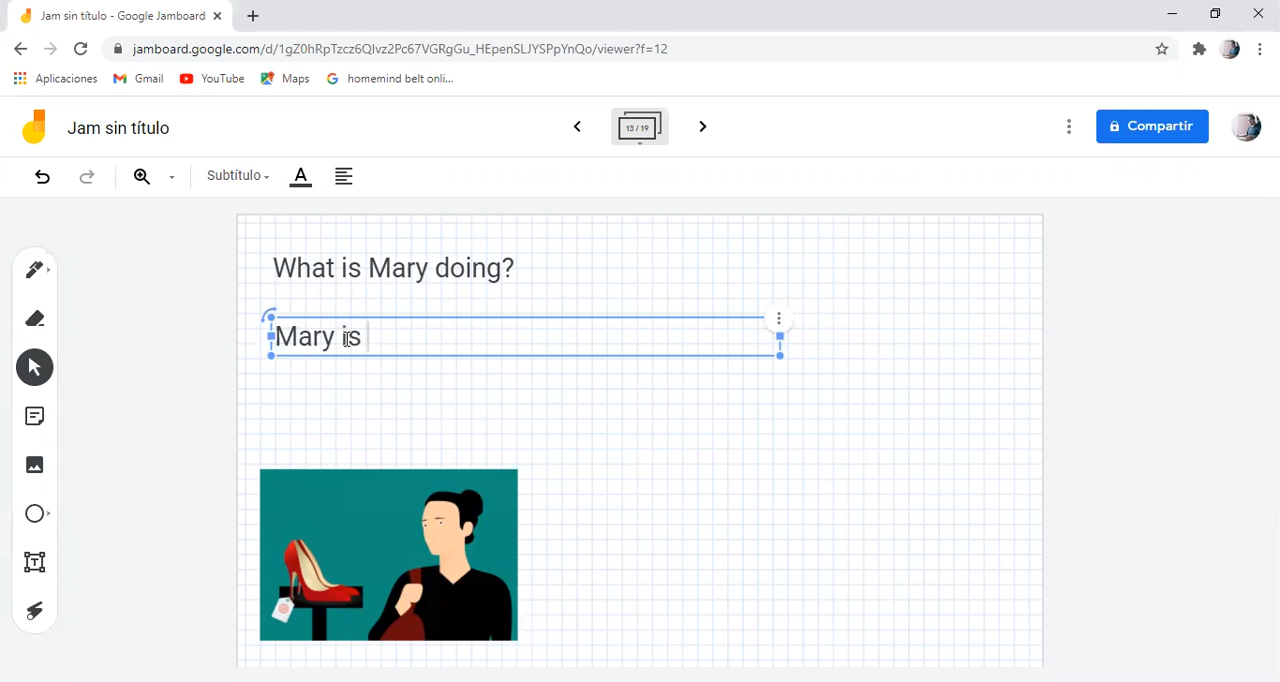 Jam sin título - Google Jamboard
jamboard.google.com/d/1gZ0hRpTzcz6QIvz2Pc67VGRgGu_HEpenSLJYSPpYnQo/viewer?f=12
Aplicaciones Gmail YouTube Maps homemind belt onli...
Jam sin título
13 / 19
Compartir
Subtítulo
A
What is Mary doing?
Mary is